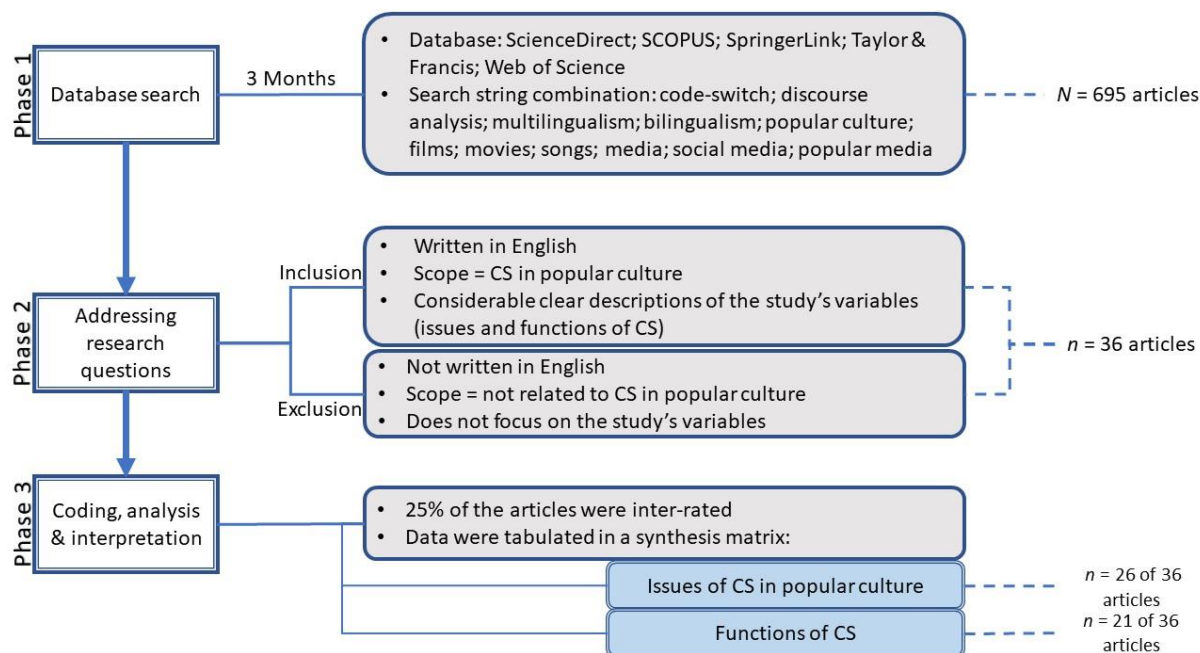 Phase 1
Database search
3 Months
• Database: ScienceDirect; SCOPUS; SpringerLink; Taylor &
Francis; Web of Science
• Search string combination: code-switch; discourse
analysis; multilingualism; bilingualism; popular culture;
films; movies; songs; media; social media; popular media
N = 695 articles
Phase 2
Addressing
research
questions
Inclusion
• Written in English
• Scope = CS in popular culture
• Considerable clear descriptions of the study's variables
(issues and functions of CS)
Exclusion
• Not written in English
• Scope = not related to CS in popular culture
• Does not focus on the study's variables
n = 36 articles
Phase 3
Coding, analysis
& interpretation
• 25% of the articles were inter-rated
• Data were tabulated in a synthesis matrix:
Issues of CS in popular culture
n = 26 of 36
articles
Functions of CS
n = 21 of 36
articles